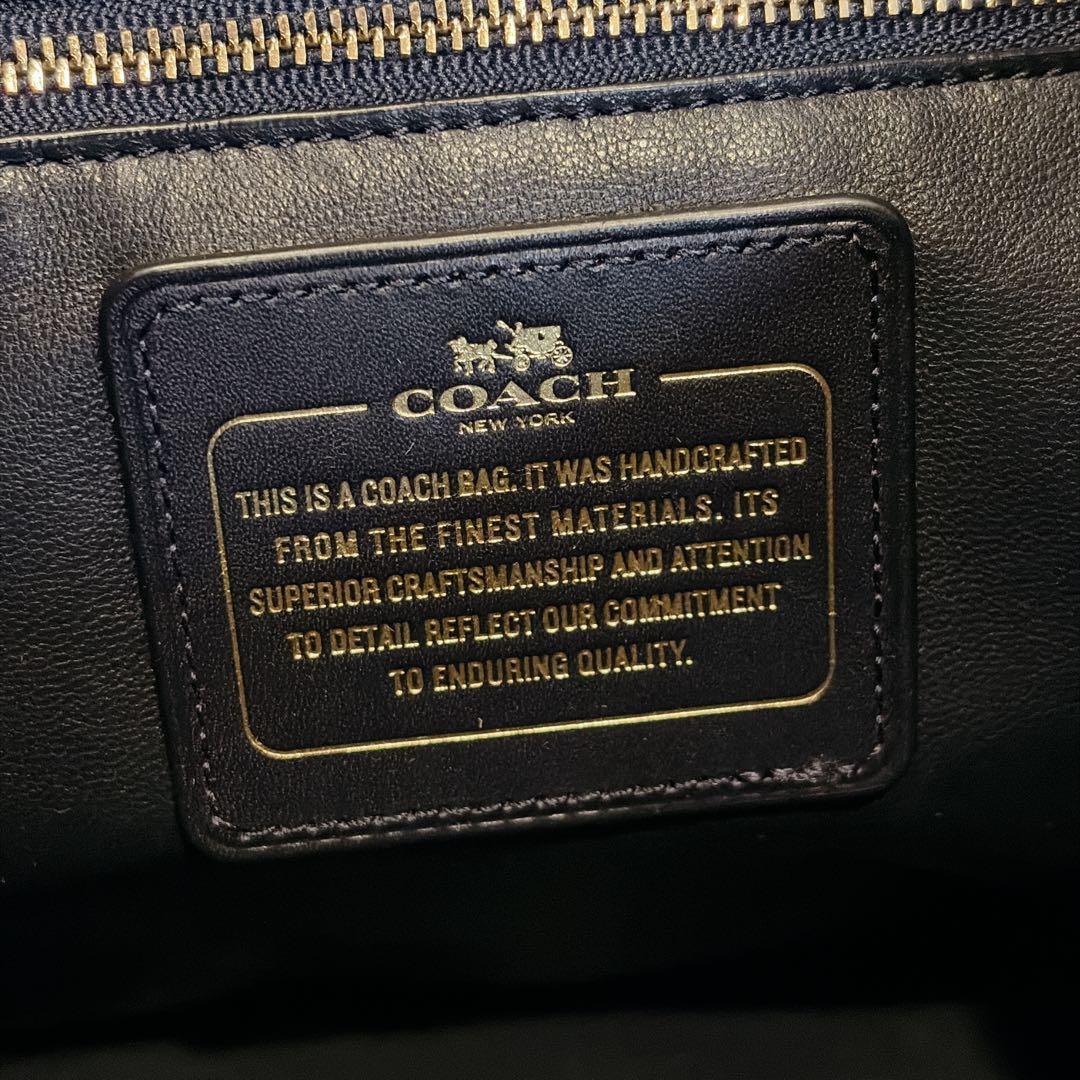 COACH
NEW YORK
THIS IS A COACH BAG. IT WAS HANDCRAFTED
FROM THE FINEST MATERIALS. ITS
SUPERIOR CRAFTSMANSHIP AND ATTENTION
TO DETAIL REFLECT OUR COMMITMENT
TO ENDURING QUALITY.